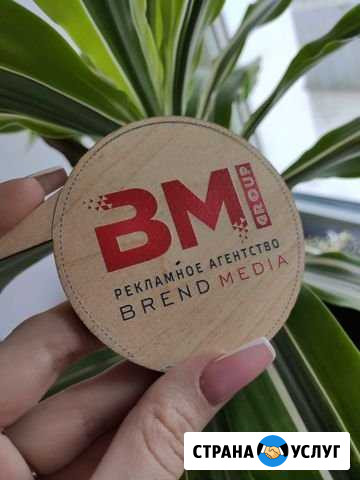 BM GROUP
РЕКЛАМНОЕ АГЕНТСТВО
BREND MEDIA
СТРАНА УСЛУГ